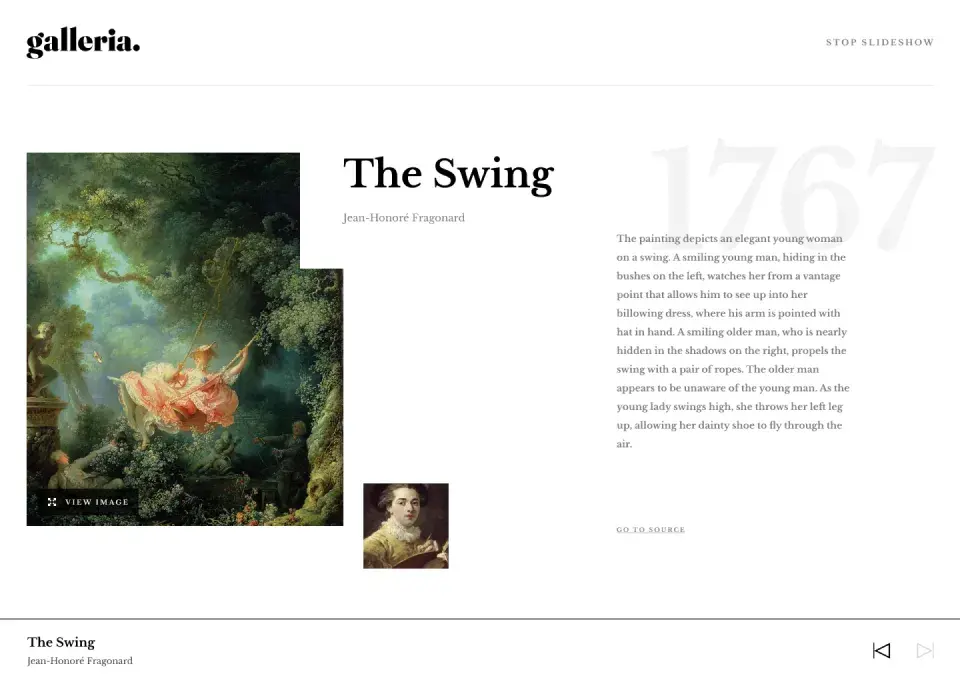 galleria.
STOP SLIDESHOW
The Swing
Jean-Honoré Fragonard
1767
The painting depicts an elegant young woman
on a swing. A smiling young man, hiding in the
bushes on the left, watches her from a vantage
point that allows him to see up into her
billowing dress, where his arm is pointed with
hat in hand. A smiling older man, who is nearly
hidden in the shadows on the right, propels the
swing with a pair of ropes. The older man
appears to be unaware of the young man. As the
young lady swings high, she throws her left leg
up, allowing her dainty shoe to fly through the
air.
VIEW IMAGE
GO TO SOURCE
The Swing
Jean-Honoré Fragonard